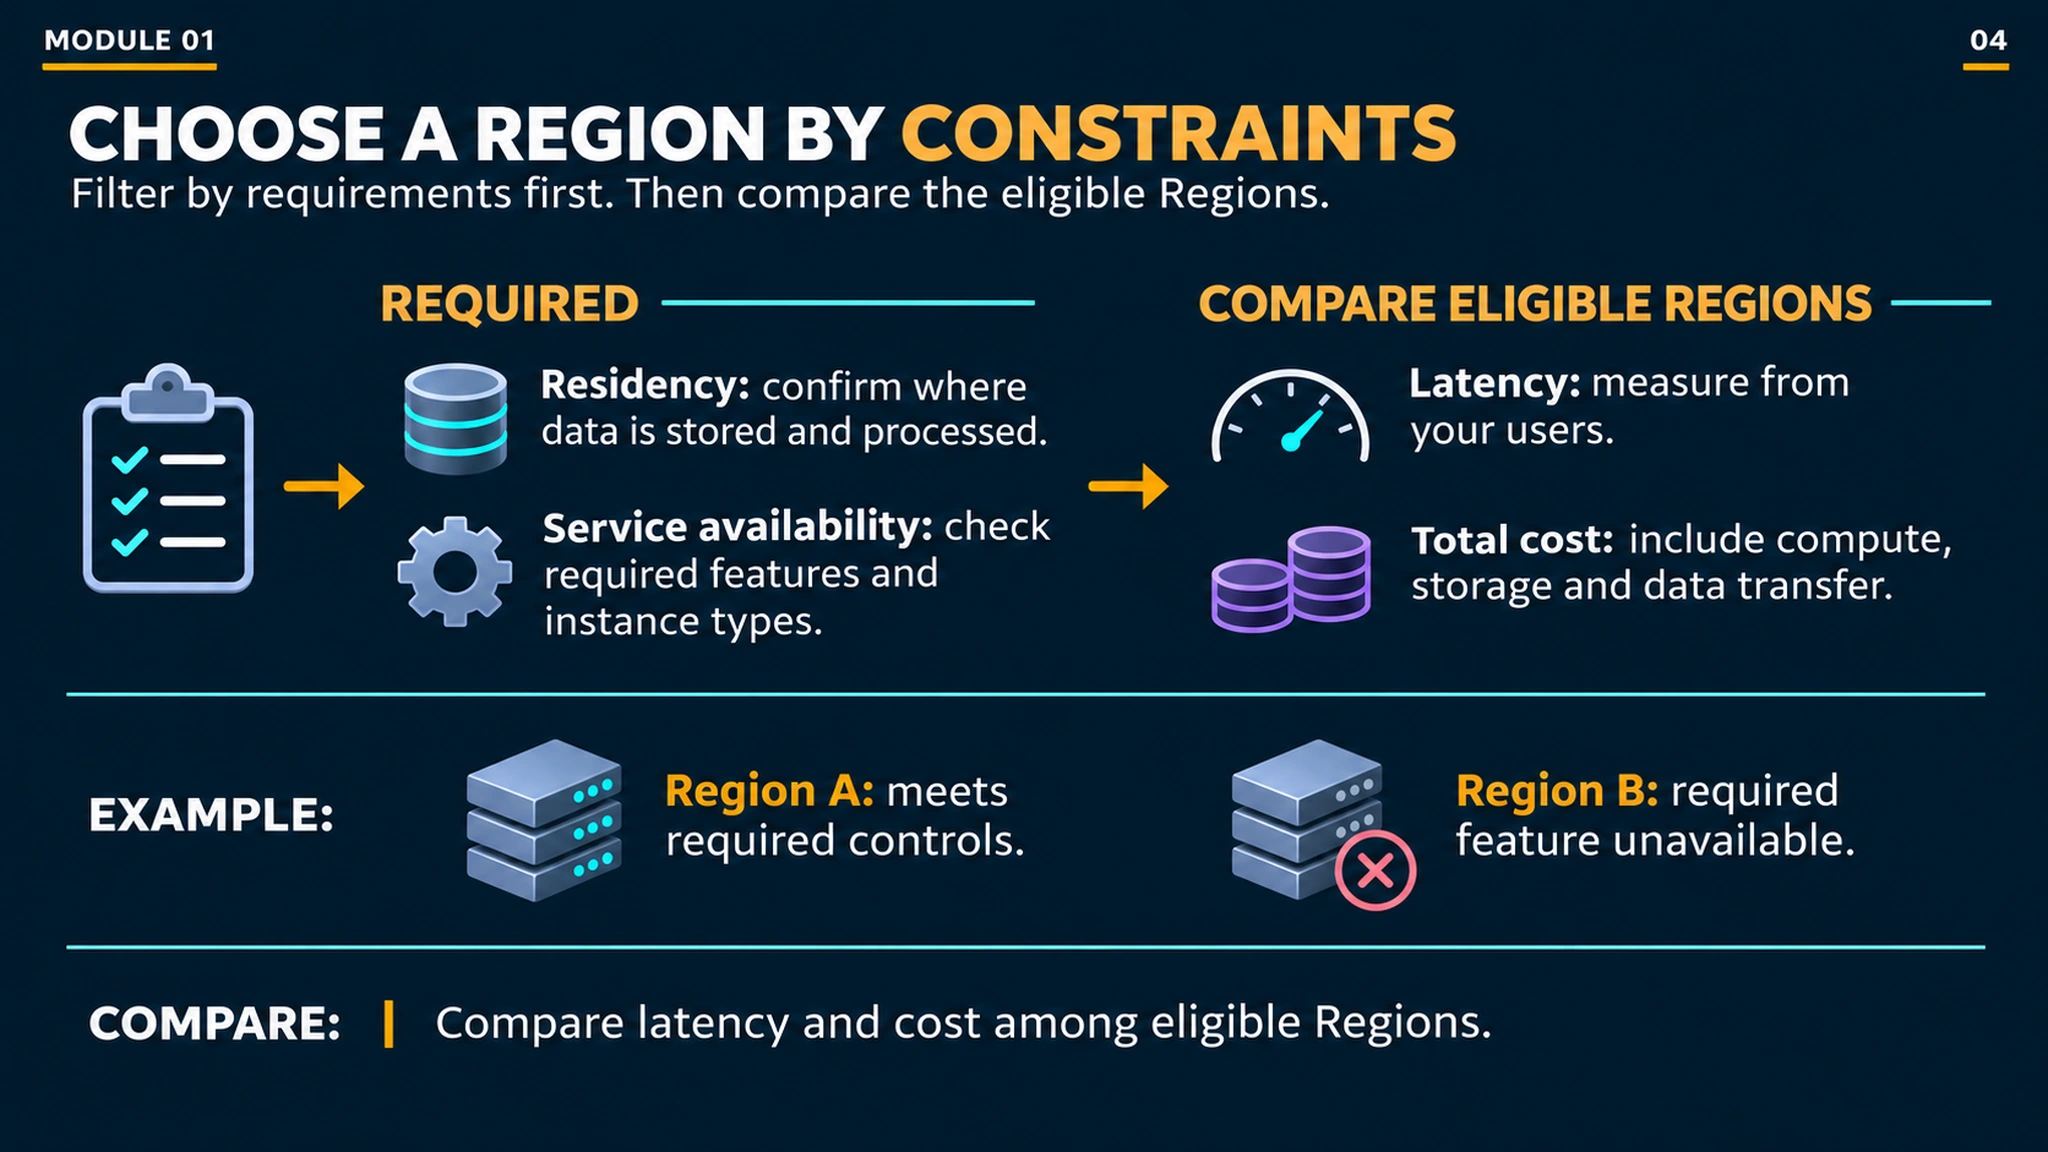 MODULE 01
04
CHOOSE A REGION BY CONSTRAINTS
Filter by requirements first. Then compare the eligible Regions.
REQUIRED
Residency: confirm where
data is stored and processed.
Service availability: check
required features and
instance types.
COMPARE ELIGIBLE REGIONS
Latency: measure from
your users.
Total cost: include compute,
storage and data transfer.
EXAMPLE:
Region A: meets
required controls.
Region B: required
feature unavailable.
COMPARE:
Compare latency and cost among eligible Regions.